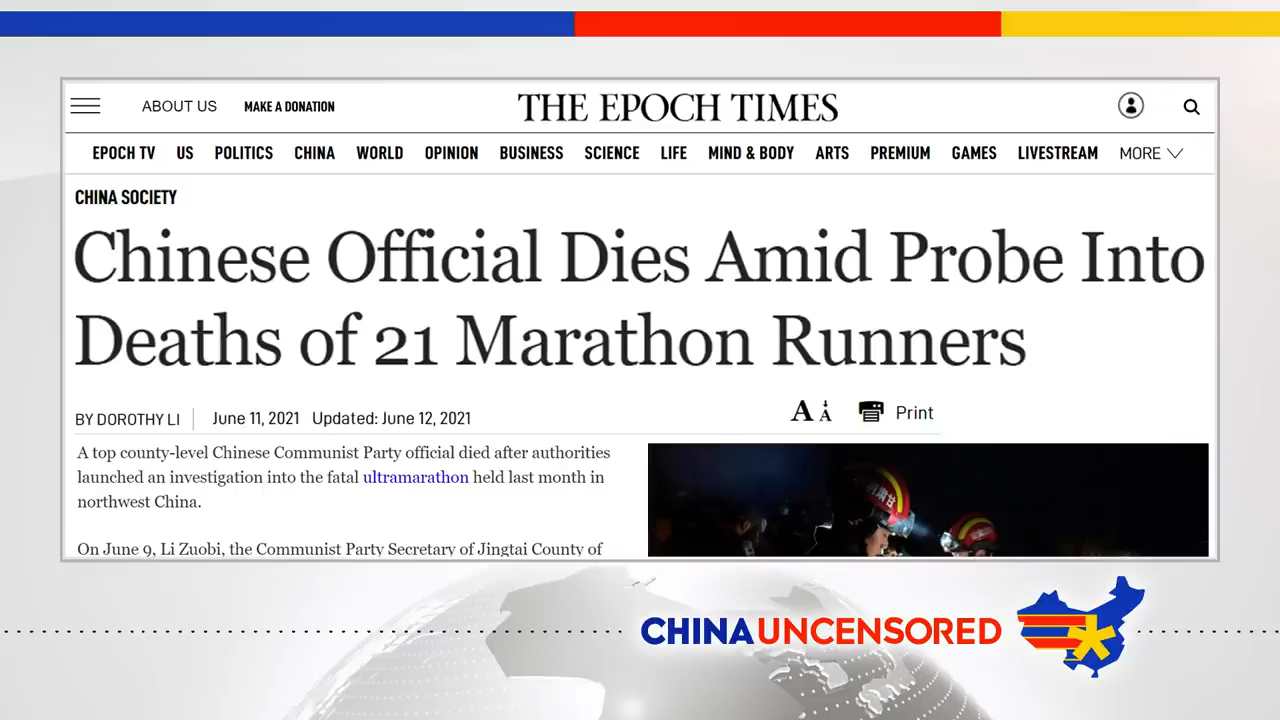 ABOUT US MAKE A DONATION THE EPOCH TIMES
EPOCH TV US POLITICS CHINA WORLD OPINION BUSINESS SCIENCE LIFE MIND & BODY ARTS PREMIUM GAMES LIVESTREAM MORE
CHINA SOCIETY
Chinese Official Dies Amid Probe Into
Deaths of 21 Marathon Runners
BY DOROTHY LI June 11, 2021 Updated: June 12, 2021 A A Print
A top county-level Chinese Communist Party official died after authorities
launched an investigation into the fatal ultramarathon held last month in
northwest China.
On June 9, Li Zuobi, the Communist Party Secretary of Jingtai County of
CHINA UNCENSORED